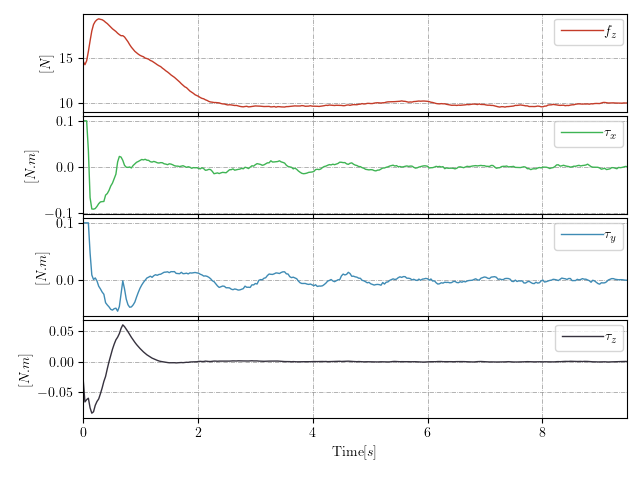 [N]
15
10
f_z
[N.m]
0.1
0.0
−0.1
τ_x
[N.m]
0.1
0.0
τ_y
[N.m]
0.05
0.00
−0.05
τ_z
0 2 4 6 8
Time[s]